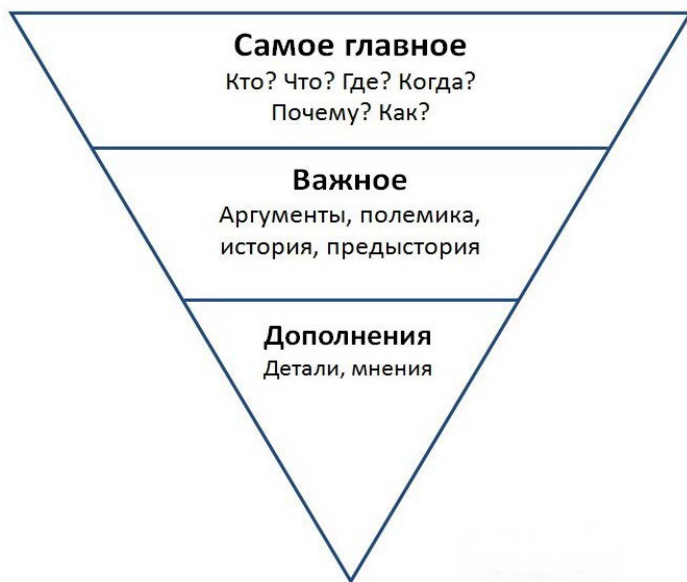 Самое главное
Кто? Что? Где? Когда?
Почему? Как?
Важное
Аргументы, полемика,
история, предыстория
Дополнения
Детали, мнения